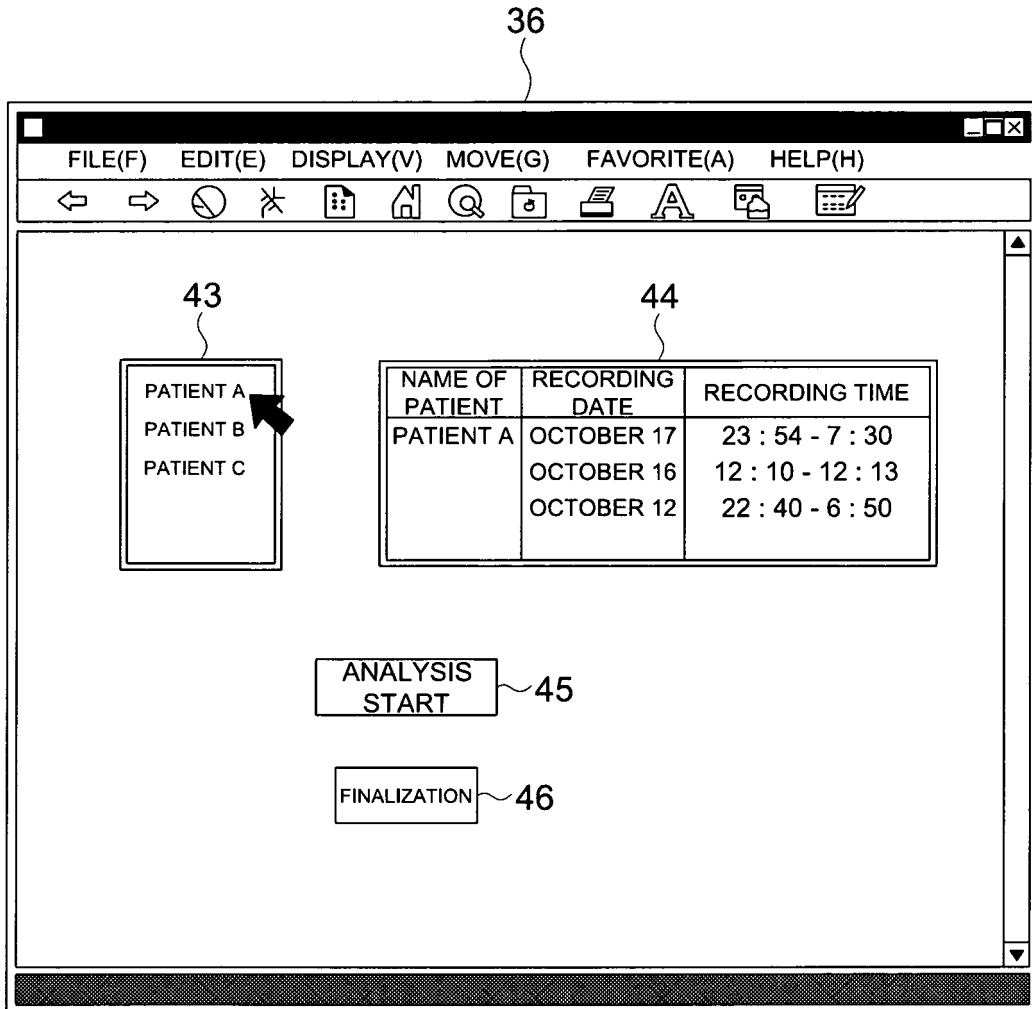 36
FILE(F) EDIT(E) DISPLAY(V) MOVE(G) FAVORITE(A) HELP(H)
43
44
PATIENT A
PATIENT B
PATIENT C
NAME OF PATIENT RECORDING DATE RECORDING TIME
PATIENT A OCTOBER 17 23 : 54 - 7 : 30
OCTOBER 16 12 : 10 - 12 : 13
OCTOBER 12 22 : 40 - 6 : 50
ANALYSIS
START
45
FINALIZATION
46